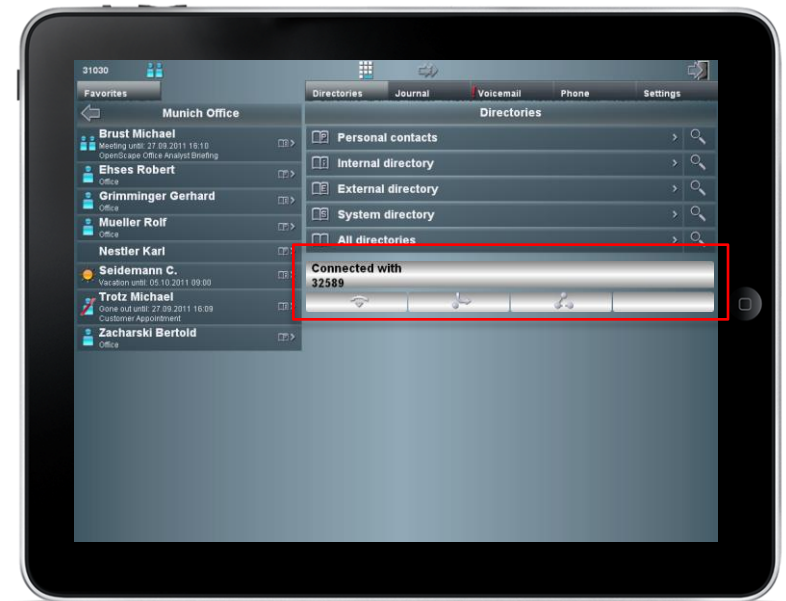 31030
Favorites
Directories Journal Voicemail Phone Settings
Munich Office
Directories
Brust Michael
Meeting until: 27.09.2011 16:10
OpenScape Office Analyst Briefing
Ehses Robert
Office
Grimminger Gerhard
Office
Mueller Rolf
Office
Nestler Karl
Seidemann C.
Vacation until: 05.10.2011 09:00
Trotz Michael
Gone out until: 27.09.2011 16:09
Customer Appointment
Zacharski Bertold
Office
Personal contacts
Internal directory
External directory
System directory
All directories
Connected with
32589